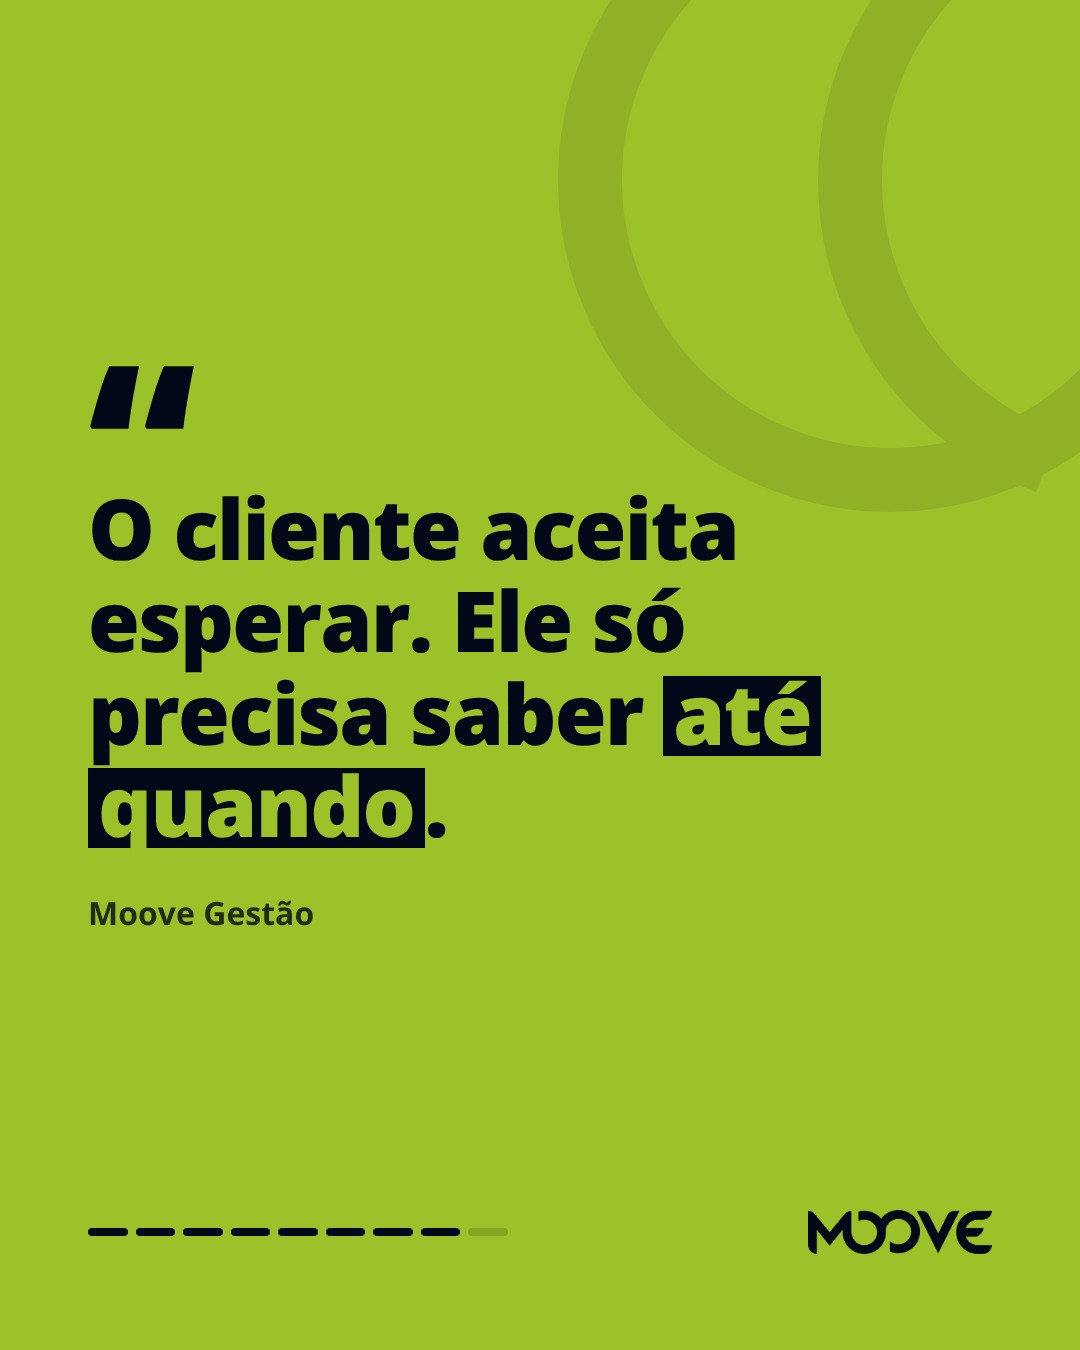 “
O cliente aceita
esperar. Ele só
precisa saber até
quando.
Moove Gestão
MOOVE